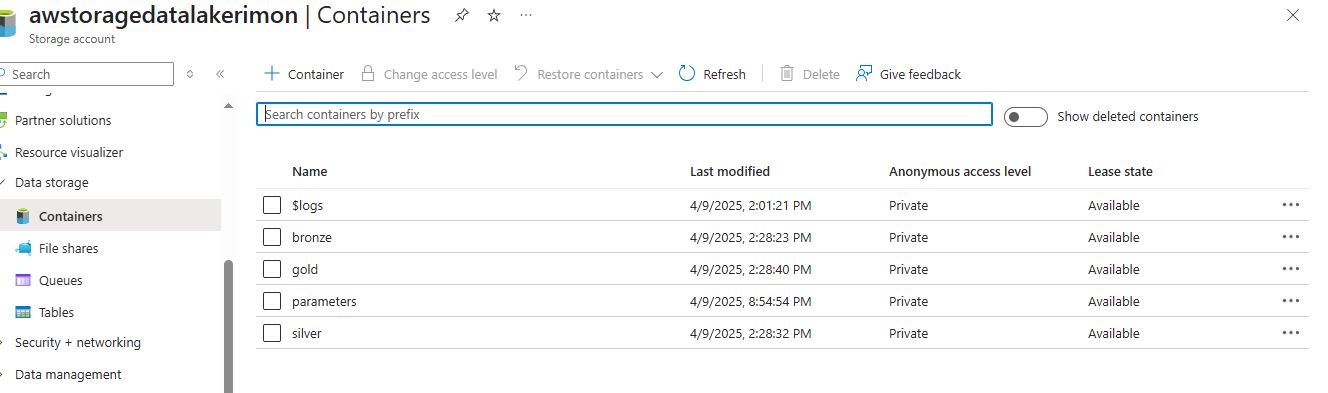 awstoragedatalakerimon | Containers
Storage account
Search
Container Change access level Restore containers Refresh Delete Give feedback
Partner solutions
Resource visualizer
Data storage
Containers
File shares
Queues
Tables
Security + networking
Data management
Search containers by prefix
Show deleted containers
Name Last modified Anonymous access level Lease state
$logs 4/9/2025, 2:01:21 PM Private Available
bronze 4/9/2025, 2:28:23 PM Private Available
gold 4/9/2025, 2:28:40 PM Private Available
parameters 4/9/2025, 8:54:54 PM Private Available
silver 4/9/2025, 2:28:32 PM Private Available